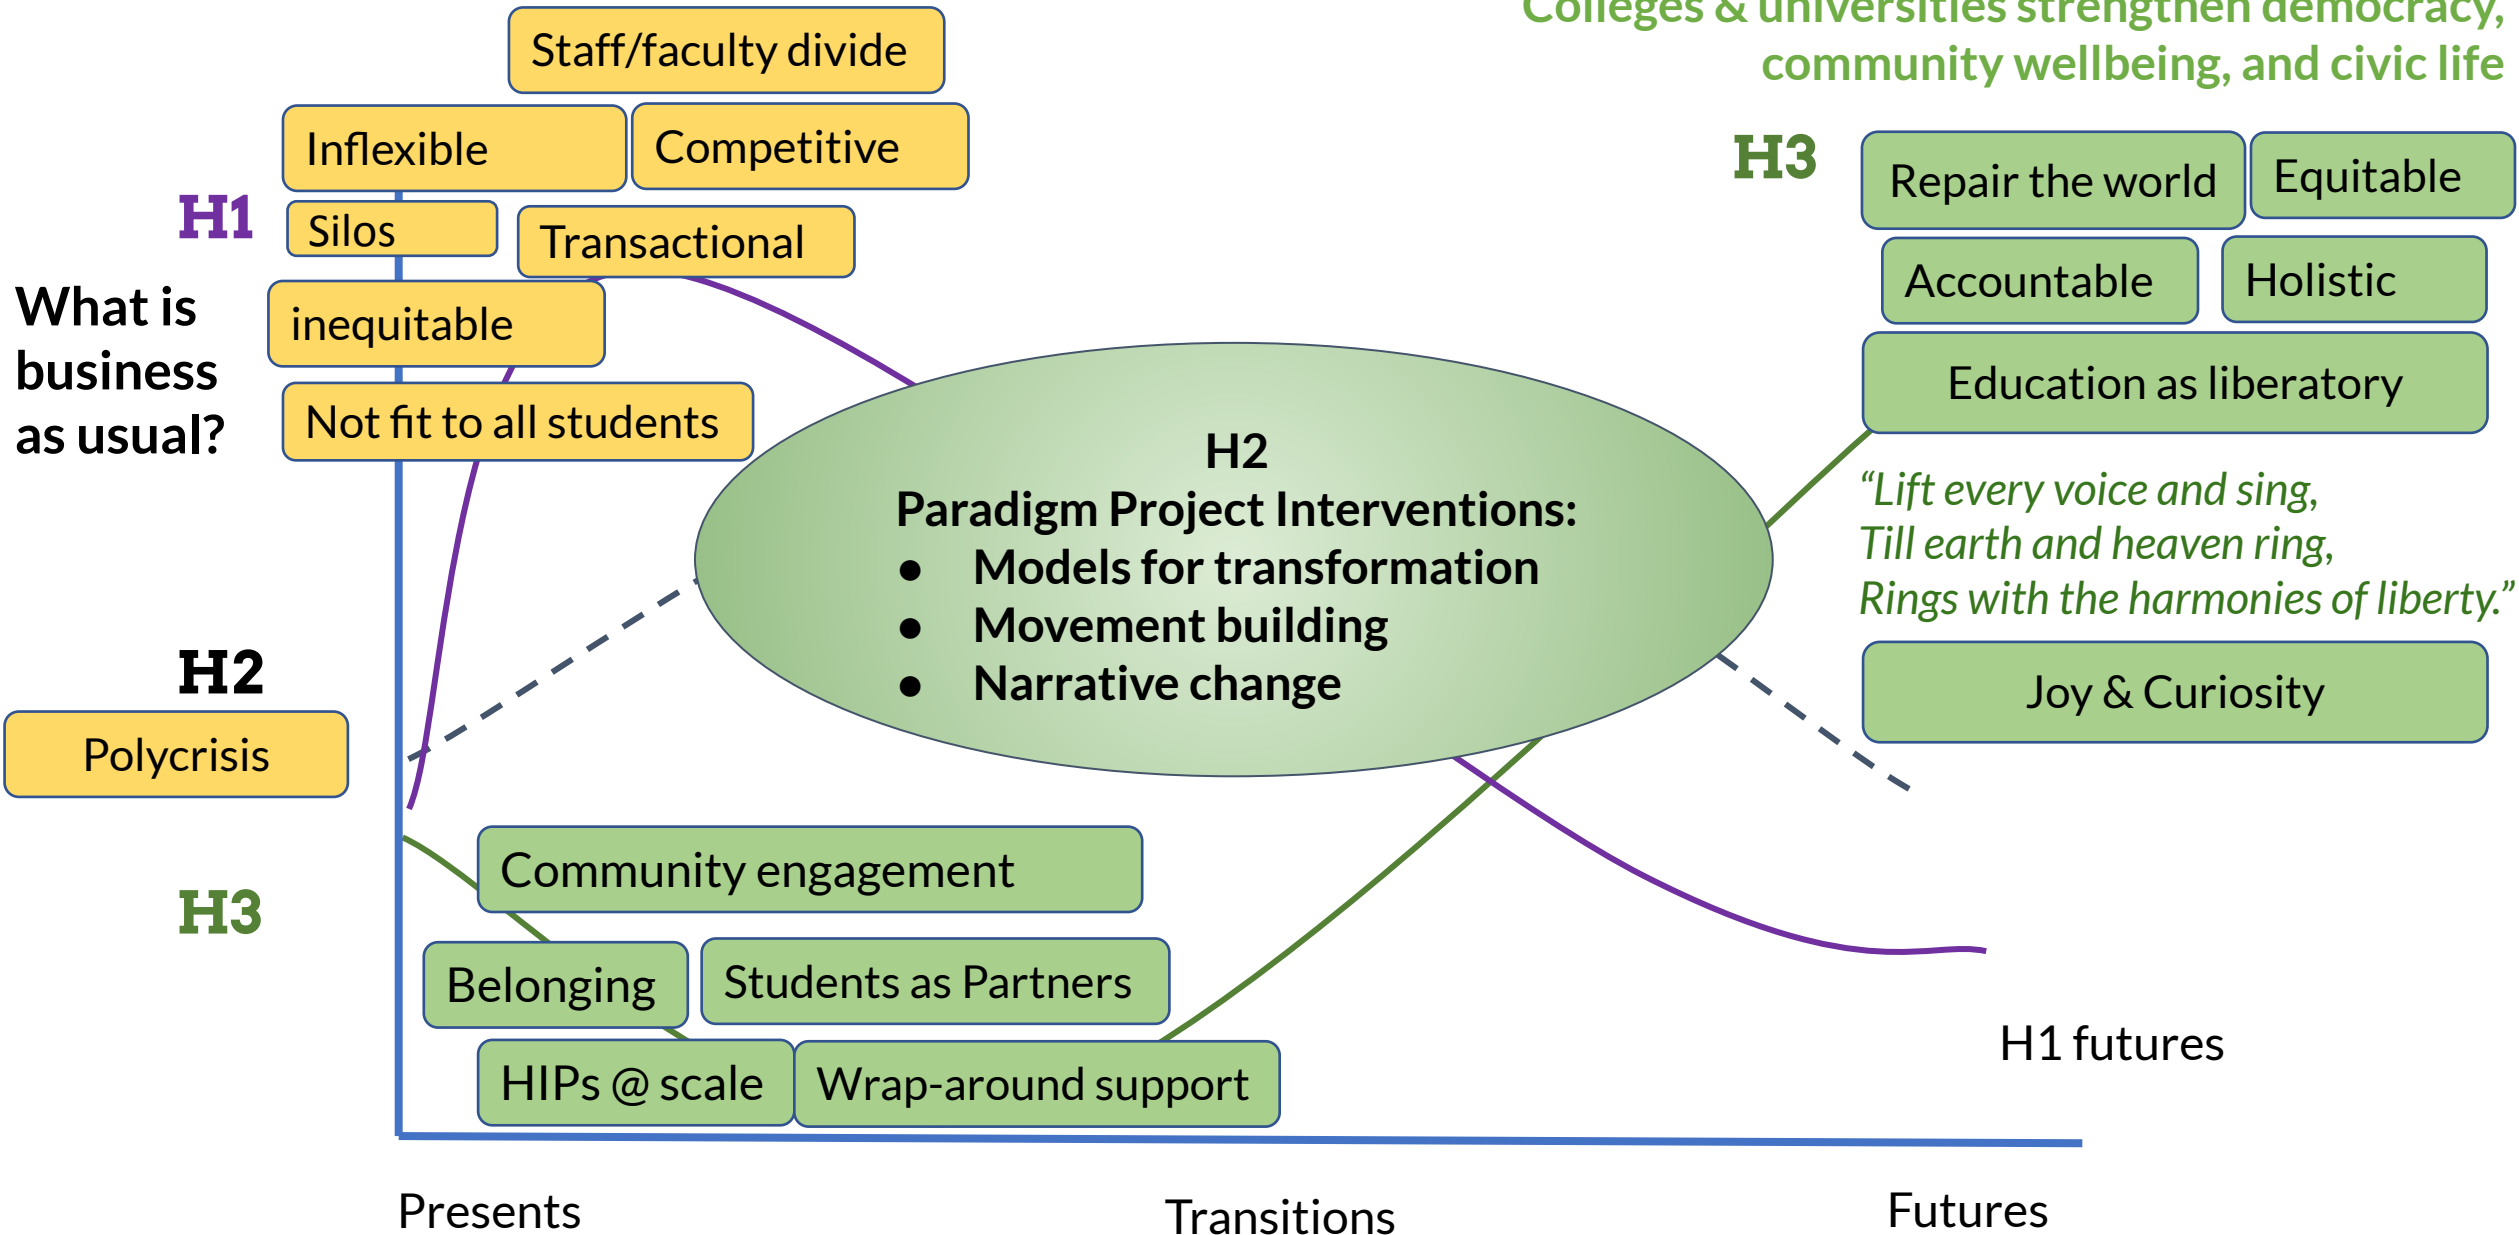 Colleges & universities strengthen democracy,
community wellbeing, and civic life
Staff/faculty divide
Inflexible
Competitive
H1
Silos
Transactional
What is
business
as usual?
inequitable
Not fit to all students
H3
Repair the world
Equitable
Accountable
Holistic
Education as liberatory
“Lift every voice and sing,
Till earth and heaven ring,
Rings with the harmonies of liberty.”
Joy & Curiosity
H2
Paradigm Project Interventions:
● Models for transformation
● Movement building
● Narrative change
H2
Polycrisis
H3
Community engagement
Belonging
Students as Partners
HIPs @ scale
Wrap-around support
H1 futures
Presents
Transitions
Futures